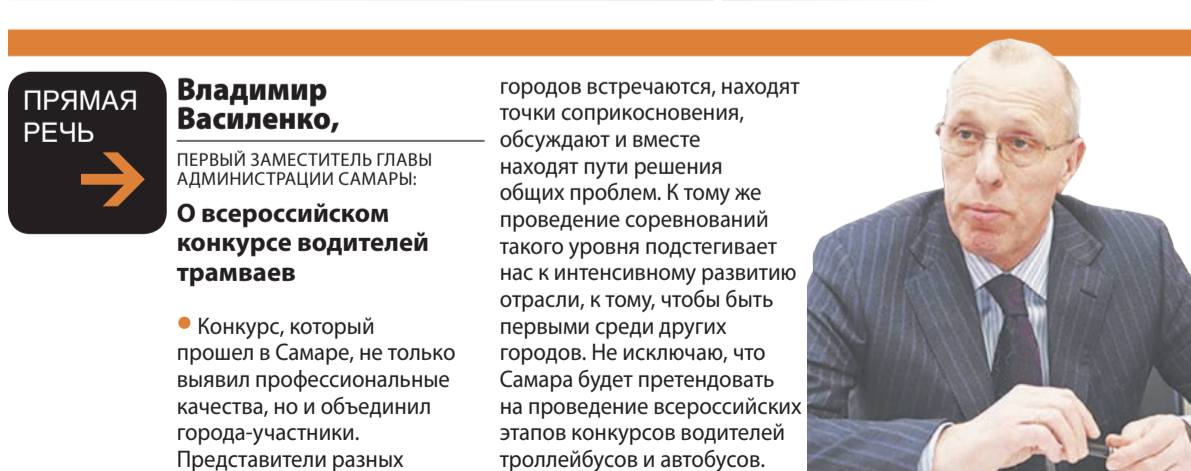 ПРЯМАЯ
РЕЧЬ
Владимир
Василенко,
ПЕРВЫЙ ЗАМЕСТИТЕЛЬ ГЛАВЫ
АДМИНИСТРАЦИИ САМАРЫ:
О всероссийском
конкурсе водителей
трамваев
• Конкурс, который
прошел в Самаре, не только
выявил профессиональные
качества, но и объединил
города-участники.
Представители разных
городов встречаются, находят
точки соприкосновения,
обсуждают и вместе
находят пути решения
общих проблем. К тому же
проведение соревнований
такого уровня подстегивает
нас к интенсивному развитию
отрасли, к тому, чтобы быть
первыми среди других
городов. Не исключаю, что
Самара будет претендовать
на проведение всероссийских
этапов конкурсов водителей
троллейбусов и автобусов.